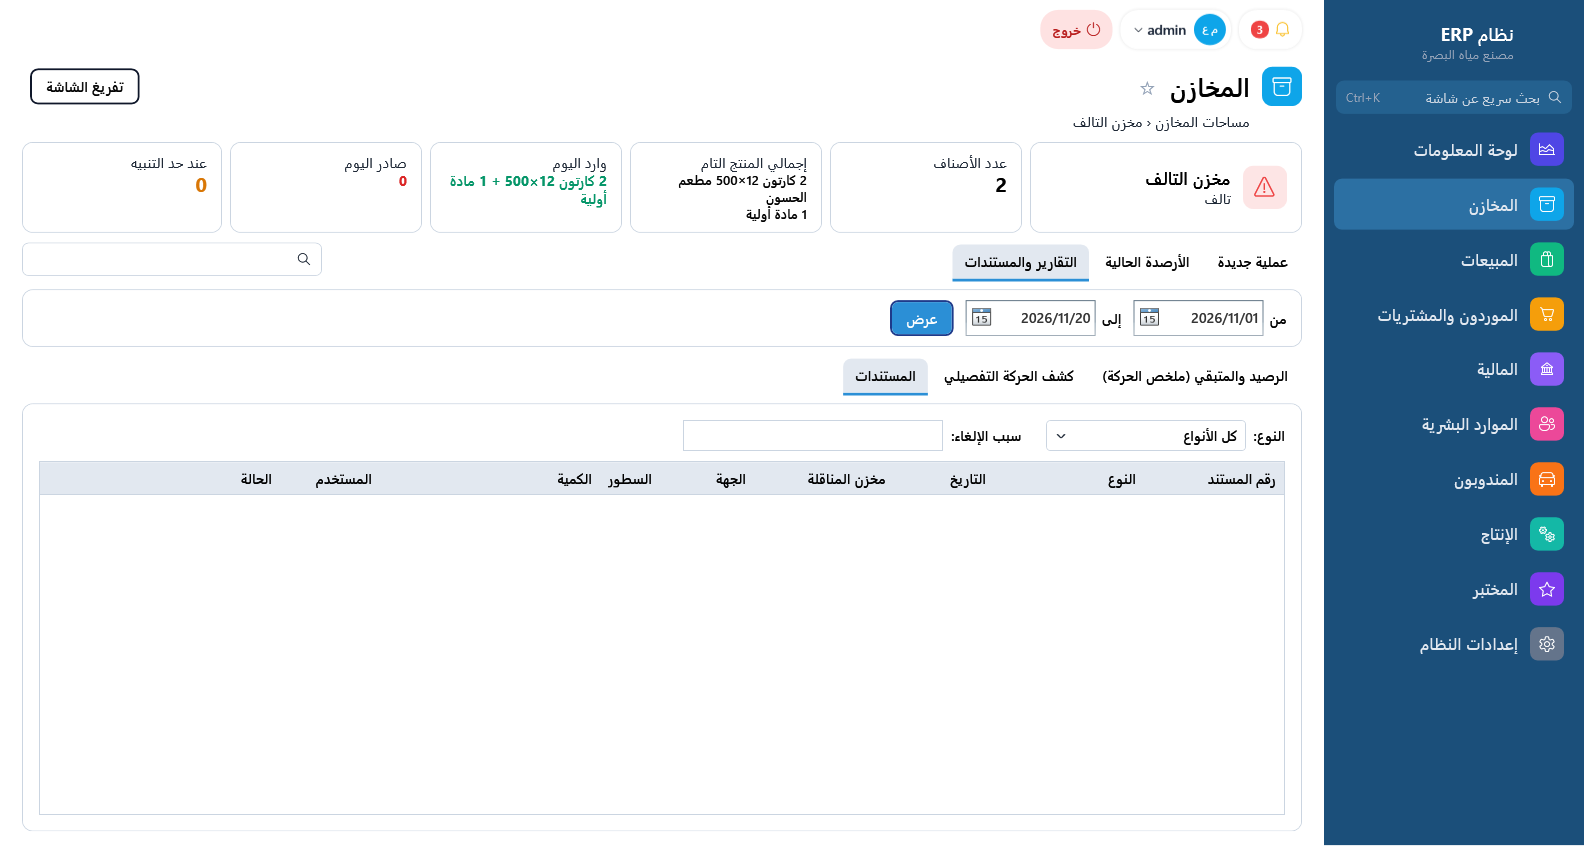 نظام ERP
مصنع مياه البصرة
بحث سريع عن شاشة Ctrl+K
لوحة المعلومات
المخازن
المبيعات
الموردون والمشتريات
المالية
الموارد البشرية
المندوبون
الإنتاج
المختبر
إعدادات النظام
3
م ع admin
خروج
المخازن ☆
مساحات المخازن › مخزن التالف
تفريغ الشاشة
مخزن التالف
تالف
عدد الأصناف
2
إجمالي المنتج التام
2 كارتون 12×500 مطعم
الحسون
1 مادة أولية
وارد اليوم
2 كارتون 12×500 + 1 مادة
أولية
صادر اليوم
0
عند حد التنبيه
0
عملية جديدة
الأرصدة الحالية
التقارير والمستندات
من 2026/11/01 15 إلى 2026/11/20 15 عرض
الرصيد والمتبقي (ملخص الحركة)
كشف الحركة التفصيلي
المستندات
النوع: كل الأنواع سبب الإلغاء:
رقم المستند النوع التاريخ مخزن المناقلة الجهة السطور الكمية المستخدم الحالة